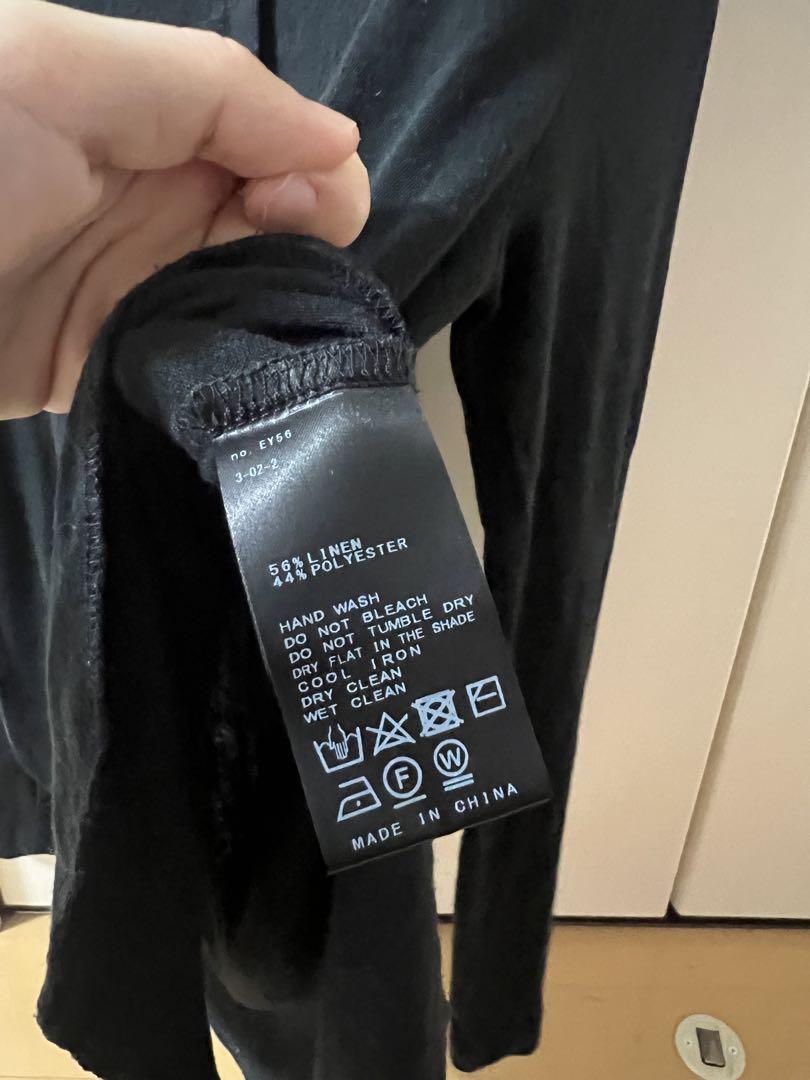 no. EY56
3-02-2
56% LINEN
44% POLYESTER
HAND WASH
DO NOT BLEACH
DO NOT TUMBLE DRY
DRY FLAT IN THE SHADE
COOL IRON
DRY CLEAN
WET CLEAN
F W
MADE IN CHINA